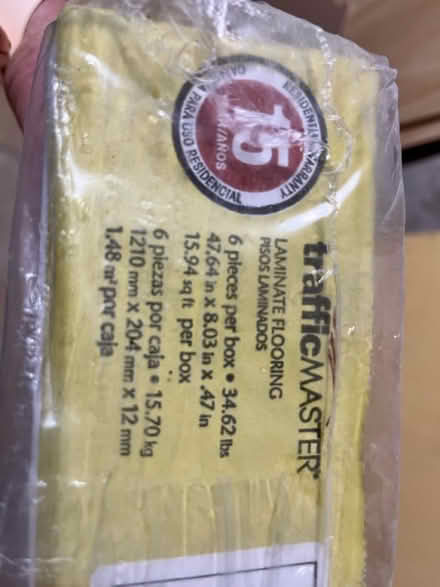 RESIDENTIAL WARRANTY
15
GARANTÍA PARA USO RESIDENCIAL
trafficMASTER®
LAMINATE FLOORING
PISOS LAMINADOS
6 pieces per box • 34.62 lbs
47.64 in x 8.03 in x .47 in
15.94 sq ft per box
6 piezas por caja • 15.70 kg
1210 mm X 204 mm x 12 mm
1.48 m² por caja